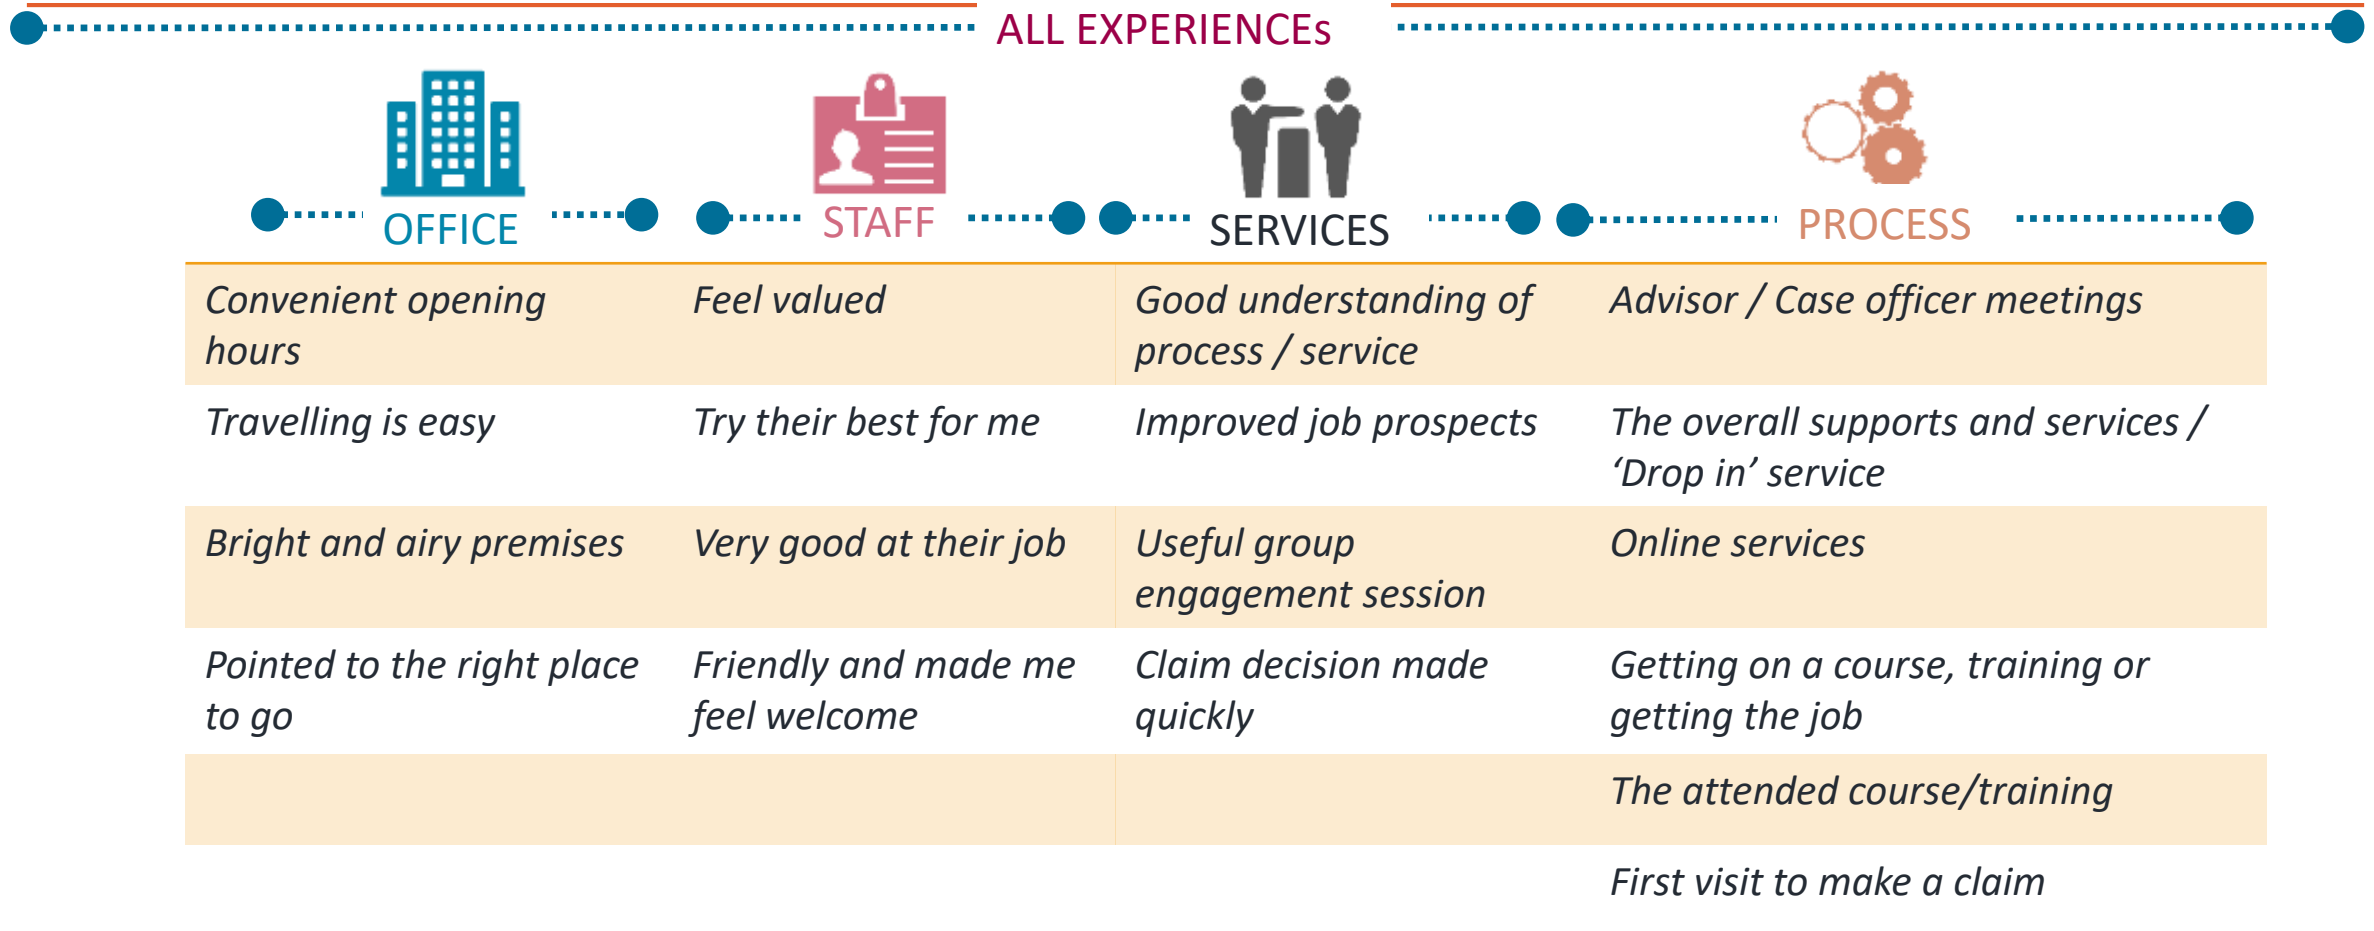 ALL EXPERIENCEs
OFFICE
STAFF
SERVICES
PROCESS
Convenient opening
hours
Feel valued
Good understanding of
process / service
Advisor / Case officer meetings
Travelling is easy
Try their best for me
Improved job prospects
The overall supports and services /
‘Drop in’ service
Bright and airy premises
Very good at their job
Useful group
engagement session
Online services
Pointed to the right place
to go
Friendly and made me
feel welcome
Claim decision made
quickly
Getting on a course, training or
getting the job
The attended course/training
First visit to make a claim